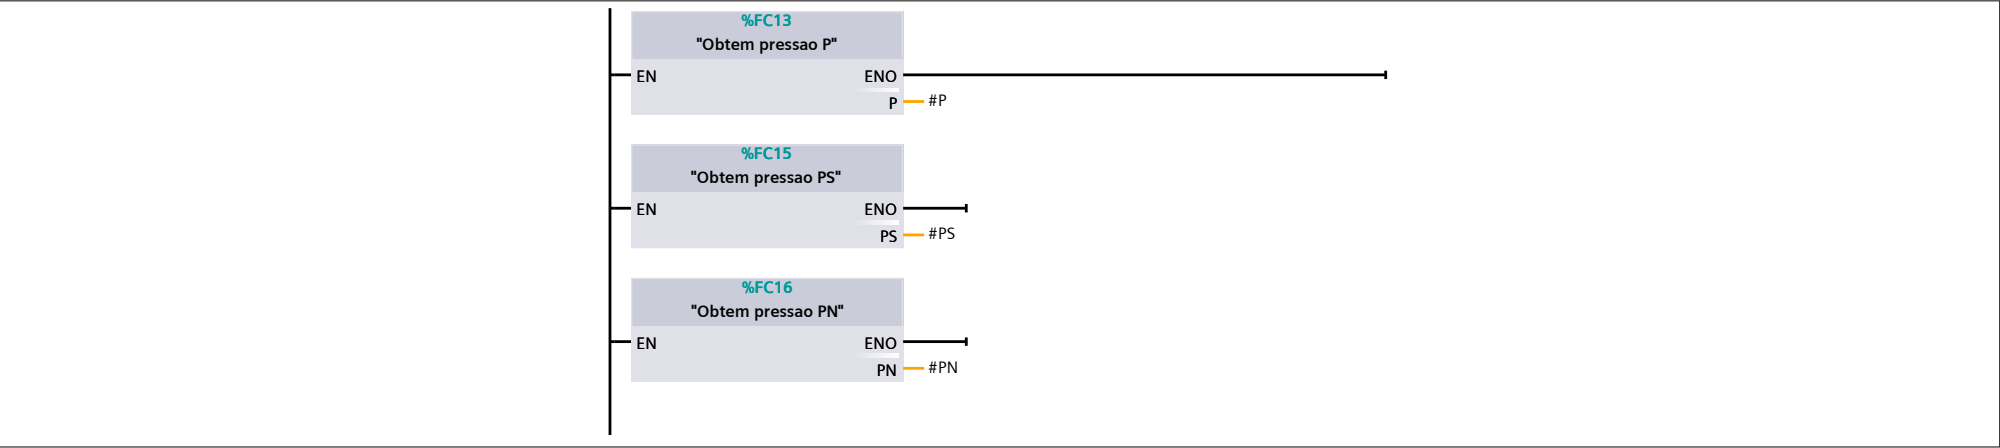 %FC13
"Obtem pressao P"
EN ENO
P #P
%FC15
"Obtem pressao PS"
EN ENO
PS #PS
%FC16
"Obtem pressao PN"
EN ENO
PN #PN